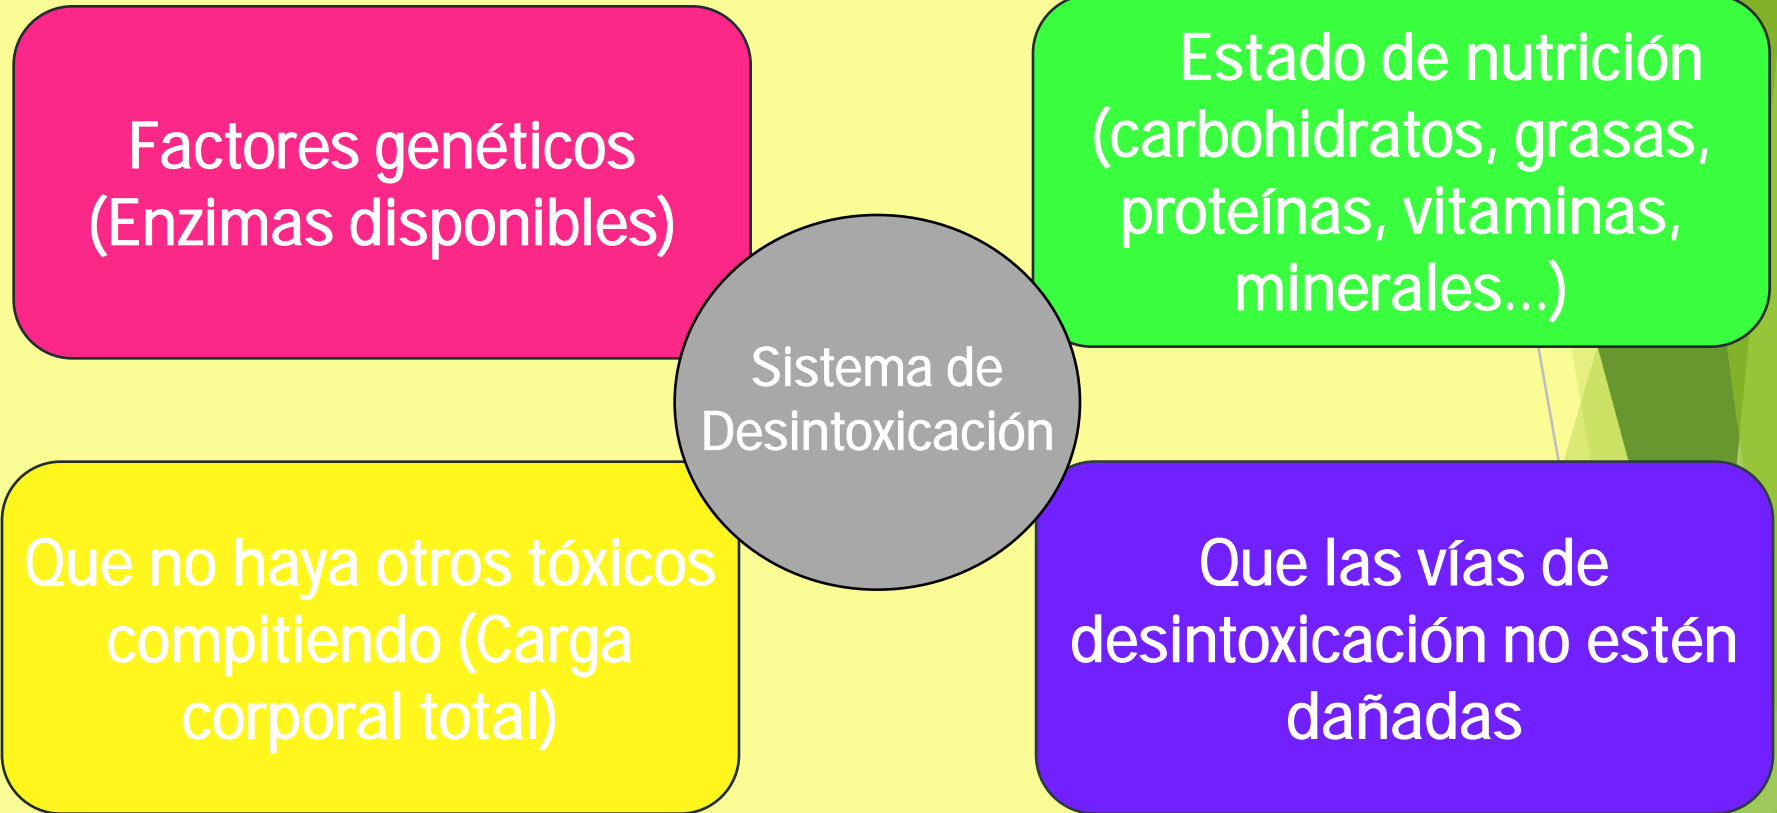 Factores genéticos
(Enzimas disponibles)
Estado de nutrición
(carbohidratos, grasas,
proteínas, vitaminas,
minerales...)
Sistema de
Desintoxicación
Que no haya otros tóxicos
compitiendo (Carga
corporal total)
Que las vías de
desintoxicación no estén
dañadas